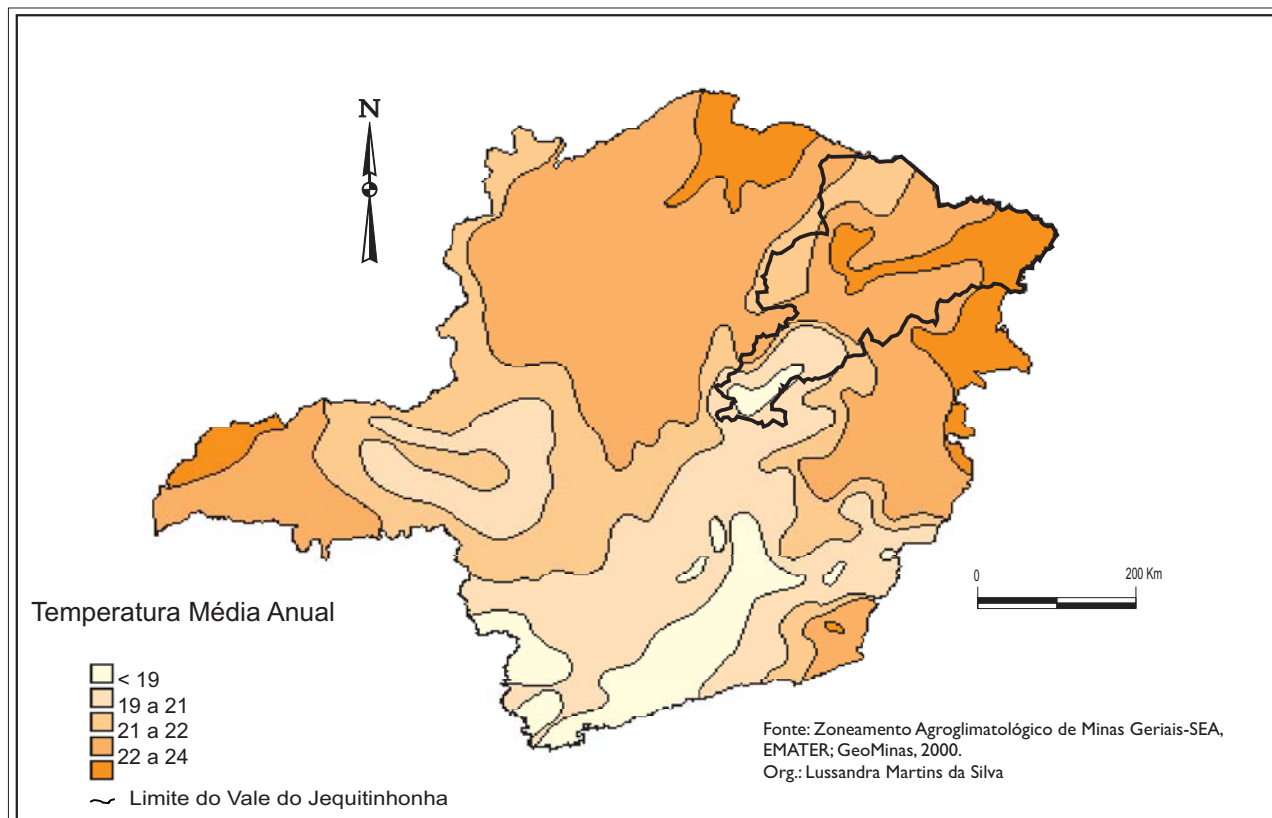 N
0 200 Km
Temperatura Média Anual
< 19
19 a 21
21 a 22
22 a 24
Limite do Vale do Jequitinhonha
Fonte: Zoneamento Agroglimatológico de Minas Geriais-SEA,
EMATER; GeoMinas, 2000.
Org.: Lussandra Martins da Silva